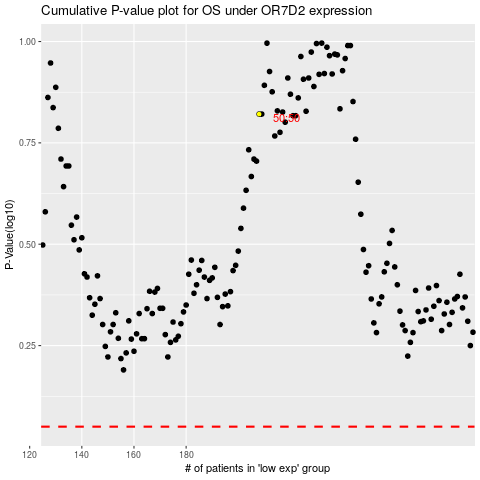 Cumulative P-value plot for OS under OR7D2 expression
P-Value(log10)
1.00
0.75
0.50
0.25
50:50
120 140 160 180
# of patients in 'low exp' group